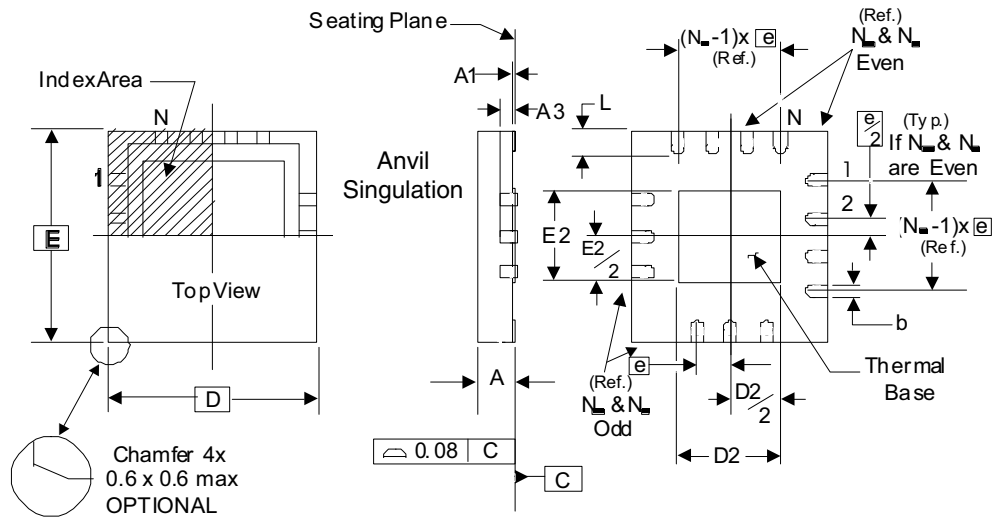 Seating Plane
Index Area
N
1
E
Top View
D
Chamfer 4x
0.6 x 0.6 max
OPTIONAL
A1
A3
Anvil
Singulation
A
0.08 C
C
L
(N -1)x e
(Ref.)
(Ref.)
N & N
Even
N
1
2
e/2
(Typ.)
If N & N
are Even
(N -1)x e
(Ref.)
b
E2
E2/2
Thermal
Base
e
(Ref.)
N & N
Odd
D2/2
D2